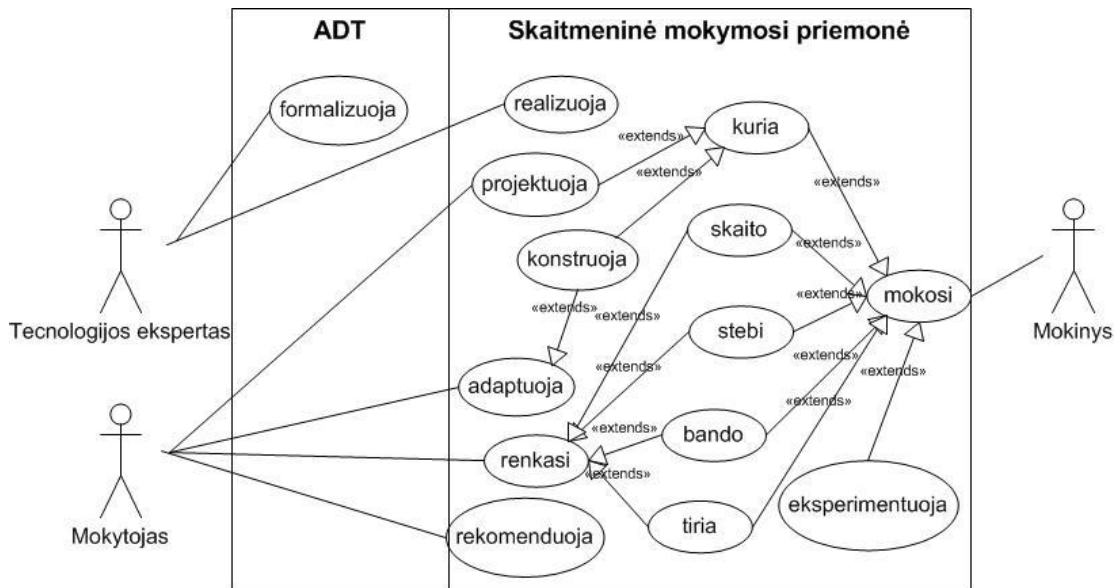 ADT
Skaitmeninė mokymosi priemonė
formalizuoja
realizuoja
kuria
«extends»
projektuoja
«extends»
«extends»
skaito
konstruoja
«extends»
mokosi
«extends»
«extends»
«extends»
stebi
Tecnologijos ekspertas
Mokinys
«extends»
«extends»
«extends»
adaptuoja
«extends»
«extends»
bando
renkasi
«extends»
Mokytojas
rekomenduoja
tiria
eksperimentuoja